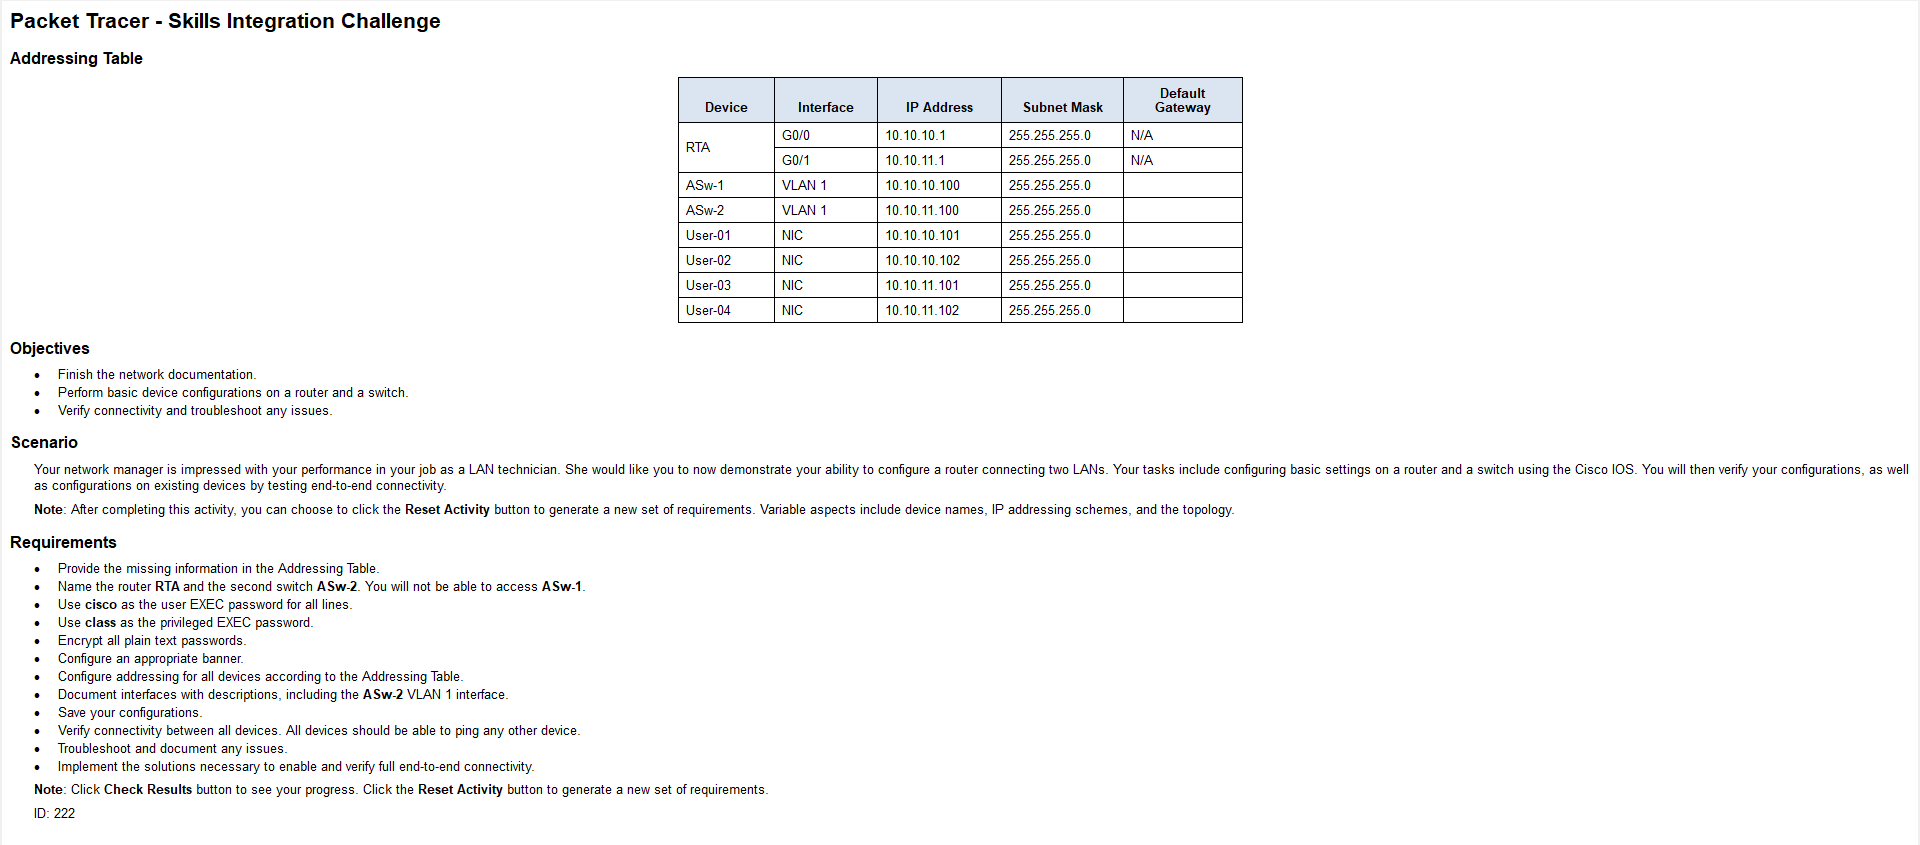 Packet Tracer - Skills Integration Challenge
Addressing Table
Device Interface IP Address Subnet Mask Default Gateway
RTA G0/0 10.10.10.1 255.255.255.0 N/A
G0/1 10.10.11.1 255.255.255.0 N/A
ASw-1 VLAN 1 10.10.10.100 255.255.255.0
ASw-2 VLAN 1 10.10.11.100 255.255.255.0
User-01 NIC 10.10.10.101 255.255.255.0
User-02 NIC 10.10.10.102 255.255.255.0
User-03 NIC 10.10.11.101 255.255.255.0
User-04 NIC 10.10.11.102 255.255.255.0
Objectives
• Finish the network documentation.
• Perform basic device configurations on a router and a switch.
• Verify connectivity and troubleshoot any issues.
Scenario
Your network manager is impressed with your performance in your job as a LAN technician. She would like you to now demonstrate your ability to configure a router connecting two LANs. Your tasks include configuring basic settings on a router and a switch using the Cisco IOS. You will then verify your configurations, as well
as configurations on existing devices by testing end-to-end connectivity.
Note: After completing this activity, you can choose to click the Reset Activity button to generate a new set of requirements. Variable aspects include device names, IP addressing schemes, and the topology.
Requirements
• Provide the missing information in the Addressing Table.
• Name the router RTA and the second switch ASw-2. You will not be able to access ASw-1.
• Use cisco as the user EXEC password for all lines.
• Use class as the privileged EXEC password.
• Encrypt all plain text passwords.
• Configure an appropriate banner.
• Configure addressing for all devices according to the Addressing Table.
• Document interfaces with descriptions, including the ASw-2 VLAN 1 interface.
• Save your configurations.
• Verify connectivity between all devices. All devices should be able to ping any other device.
• Troubleshoot and document any issues.
• Implement the solutions necessary to enable and verify full end-to-end connectivity.
Note: Click Check Results button to see your progress. Click the Reset Activity button to generate a new set of requirements.
ID: 222